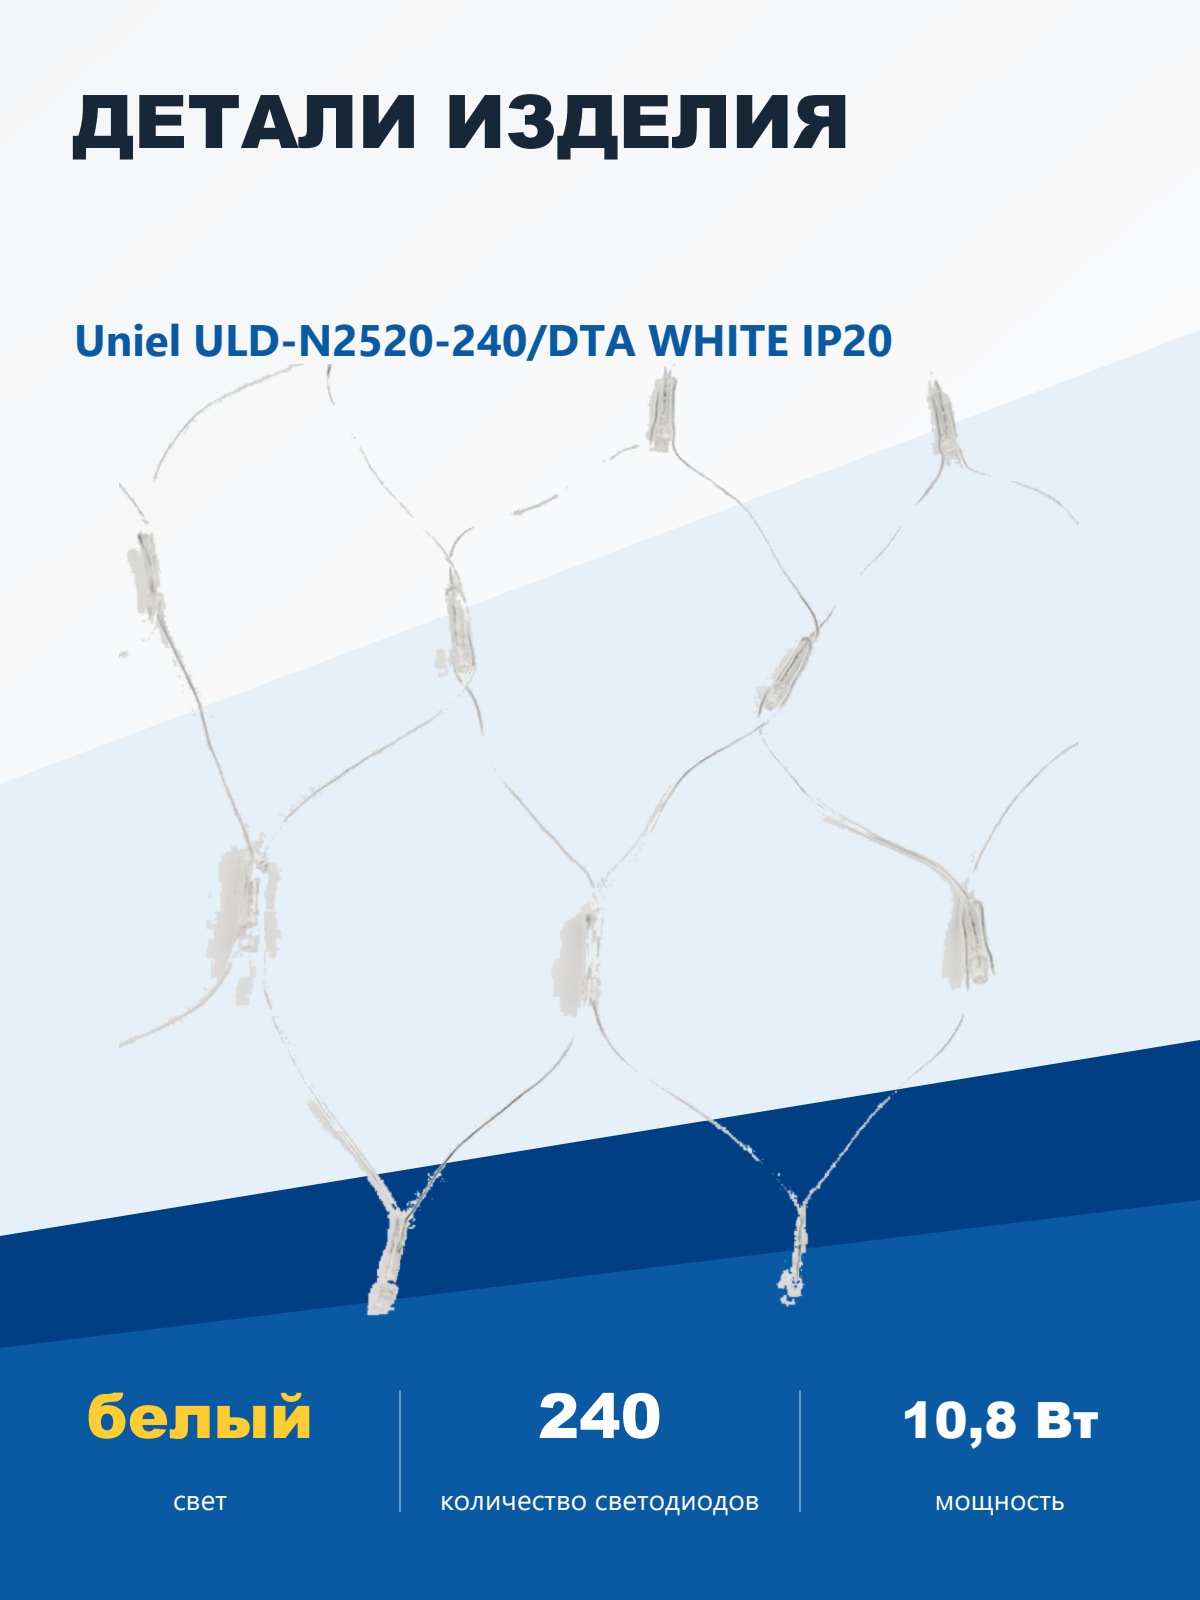 ДЕТАЛИ ИЗДЕЛИЯ
Uniel ULD-N2520-240/DTA WHITE IP20
белый
свет
240
количество светодиодов
10,8 Вт
мощность